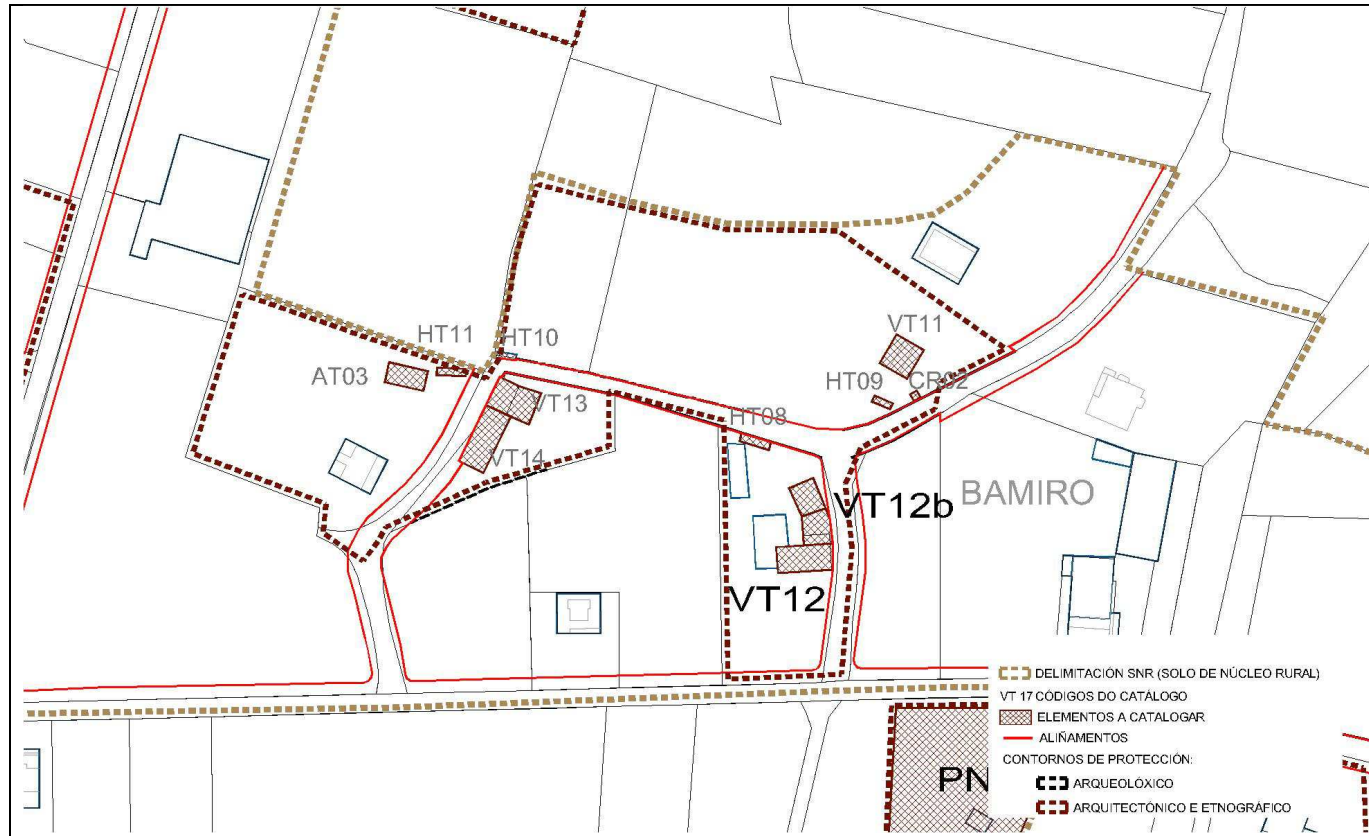 HT11
HT10
AT03
VT13
VT14
VT11
HT09
CR02
HT08
VT12b
BAMIRO
VT12
DELIMITACIÓN SNR (SOLO DE NÚCLEO RURAL)
VT 17 CÓDIGOS DO CATÁLOGO
ELEMENTOS A CATALOGAR
ALIÑAMENTOS
CONTORNOS DE PROTECCIÓN:
ARQUEOLÓXICO
ARQUITECTÓNICO E ETNOGRÁFICO
PN